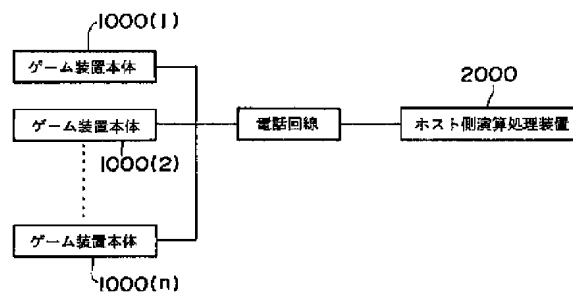 1000(1)
ゲーム装置本体
2000
ゲーム装置本体
電話回線
ホスト側演算処理装置
1000(2)
ゲーム装置本体
1000(n)